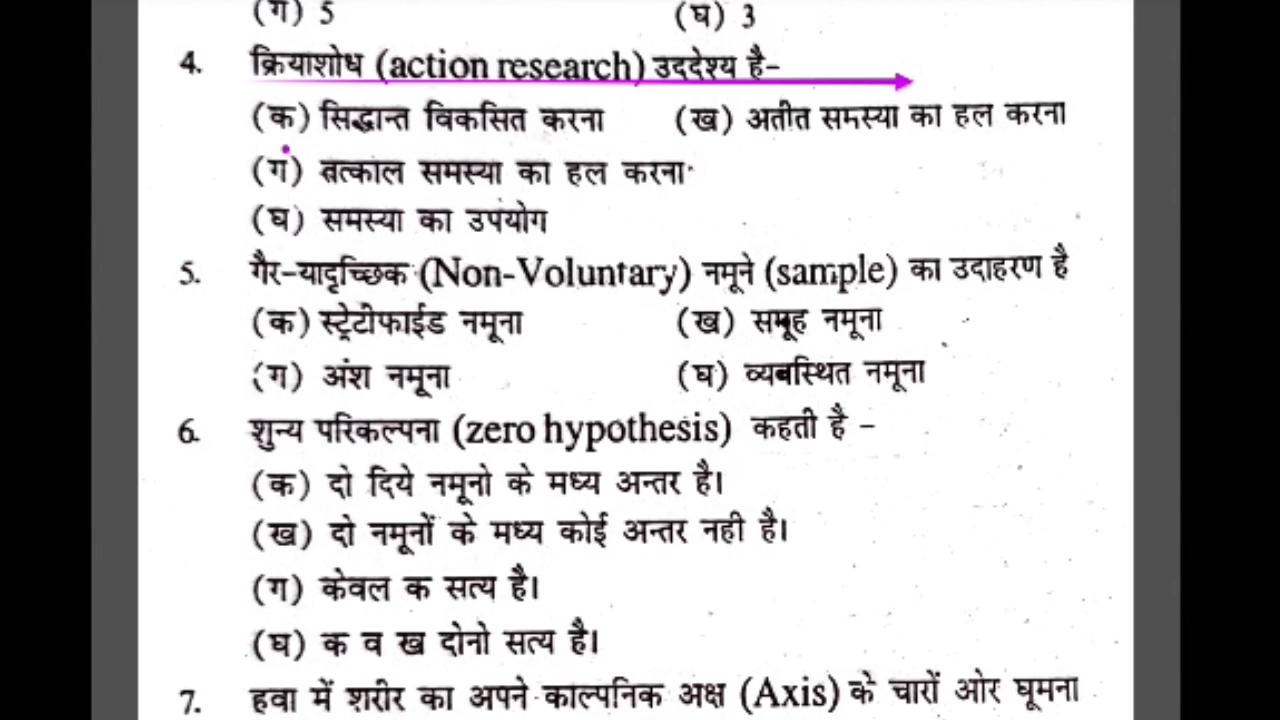 (ग) 5 (घ) 3
4. क्रियाशोध (action research) उददेश्य है-
(क) सिद्धान्त विकसित करना (ख) अतीत समस्या का हल करना
(ग) तत्काल समस्या का हल करना
(घ) समस्या का उपयोग
5. गैर-यादृच्छिक (Non-Voluntary) नमूने (sample) का उदाहरण है
(क) स्ट्रेटीफाईड नमूना (ख) समूह नमूना
(ग) अंश नमूना (घ) व्यवस्थित नमूना
6. शुन्य परिकल्पना (zero hypothesis) कहती है -
(क) दो दिये नमूनो के मध्य अन्तर है।
(ख) दो नमूनों के मध्य कोई अन्तर नही है।
(ग) केवल क सत्य है।
(घ) क व ख दोनो सत्य है।
7. हवा में शरीर का अपने काल्पनिक अक्ष (Axis) के चारों ओर घूमना